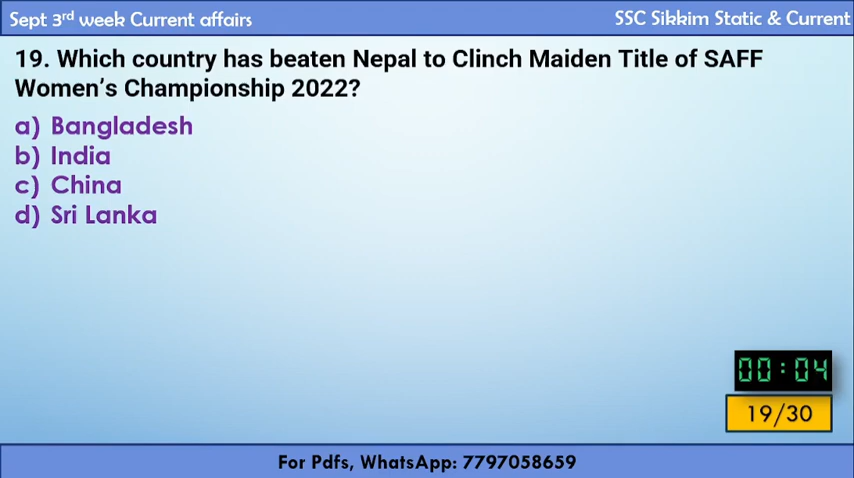 Sept 3rd week Current affairs
SSC Sikkim Static & Current
19. Which country has beaten Nepal to Clinch Maiden Title of SAFF
Women's Championship 2022?
a) Bangladesh
b) India
c) China
d) Sri Lanka
00:04
19/30
For Pdfs, WhatsApp: 7797058659